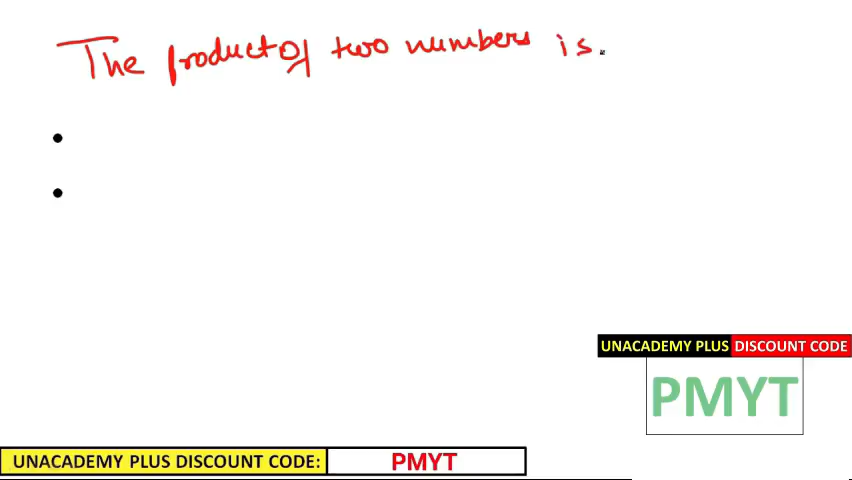 The product of two numbers is
UNACADEMY PLUS DISCOUNT CODE
PMYT
UNACADEMY PLUS DISCOUNT CODE: PMYT